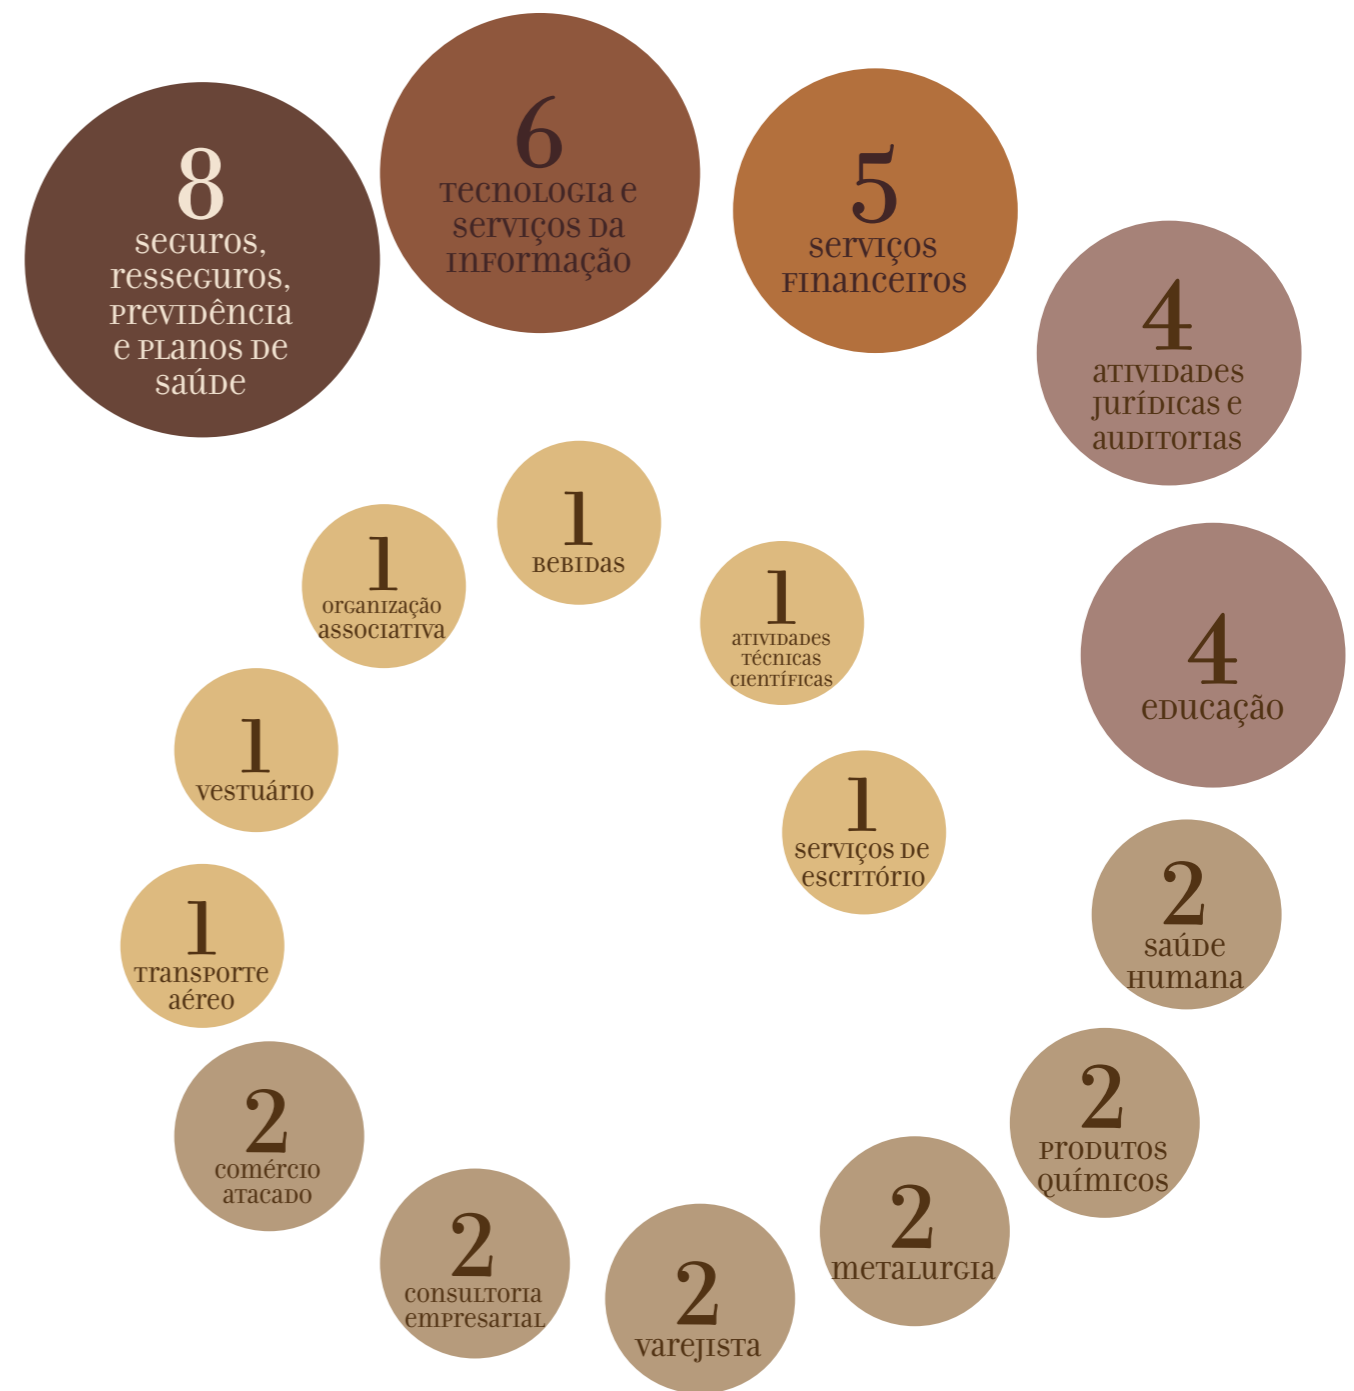 8
seguros,
resseguros,
previdência
e planos de
saúde
6
tecnologia e
serviços da
informação
5
serviços
financeiros
4
atividades
jurídicas e
auditorias
4
educação
2
saúde
humana
2
produtos
químicos
2
metalurgia
2
varejista
2
consultoria
empresarial
2
comércio
atacado
1
transporte
aéreo
1
vestuário
1
organização
associativa
1
bebidas
1
atividades
técnicas
científicas
1
serviços de
escritório